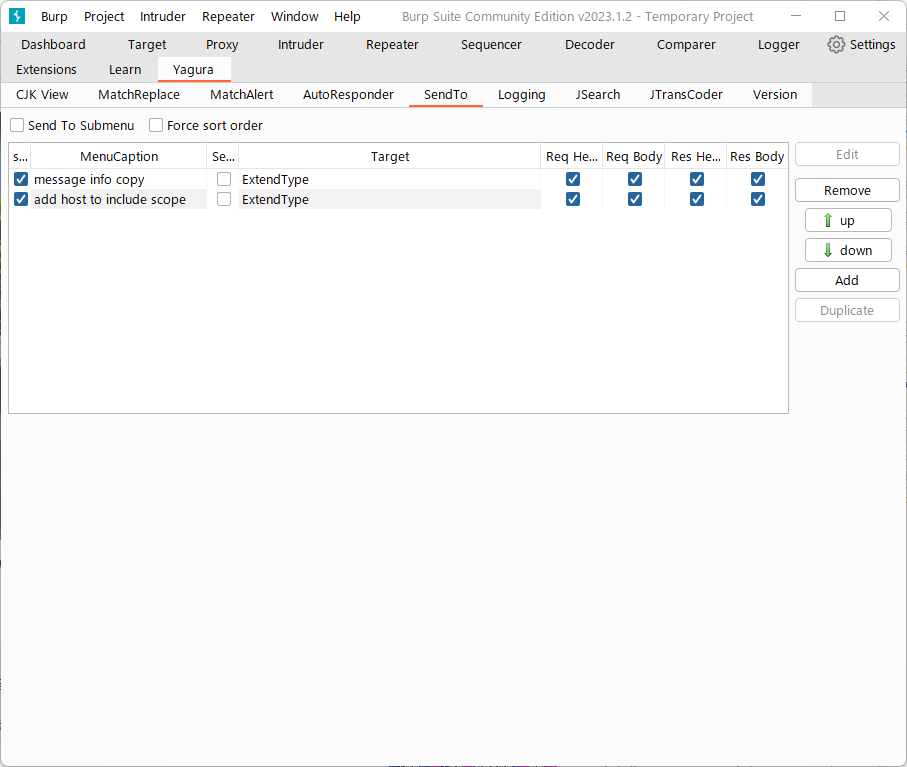 Burp Project Intruder Repeater Window Help Burp Suite Community Edition v2023.1.2 - Temporary Project
Dashboard Target Proxy Intruder Repeater Sequencer Decoder Comparer Logger Settings
Extensions Learn Yagura
CJK View MatchReplace MatchAlert AutoResponder SendTo Logging JSearch JTransCoder Version
Send To Submenu Force sort order
s... MenuCaption Se... Target Req He... Req Body Res He... Res Body
message info copy ExtendType
add host to include scope ExtendType
Edit
Remove
up
down
Add
Duplicate